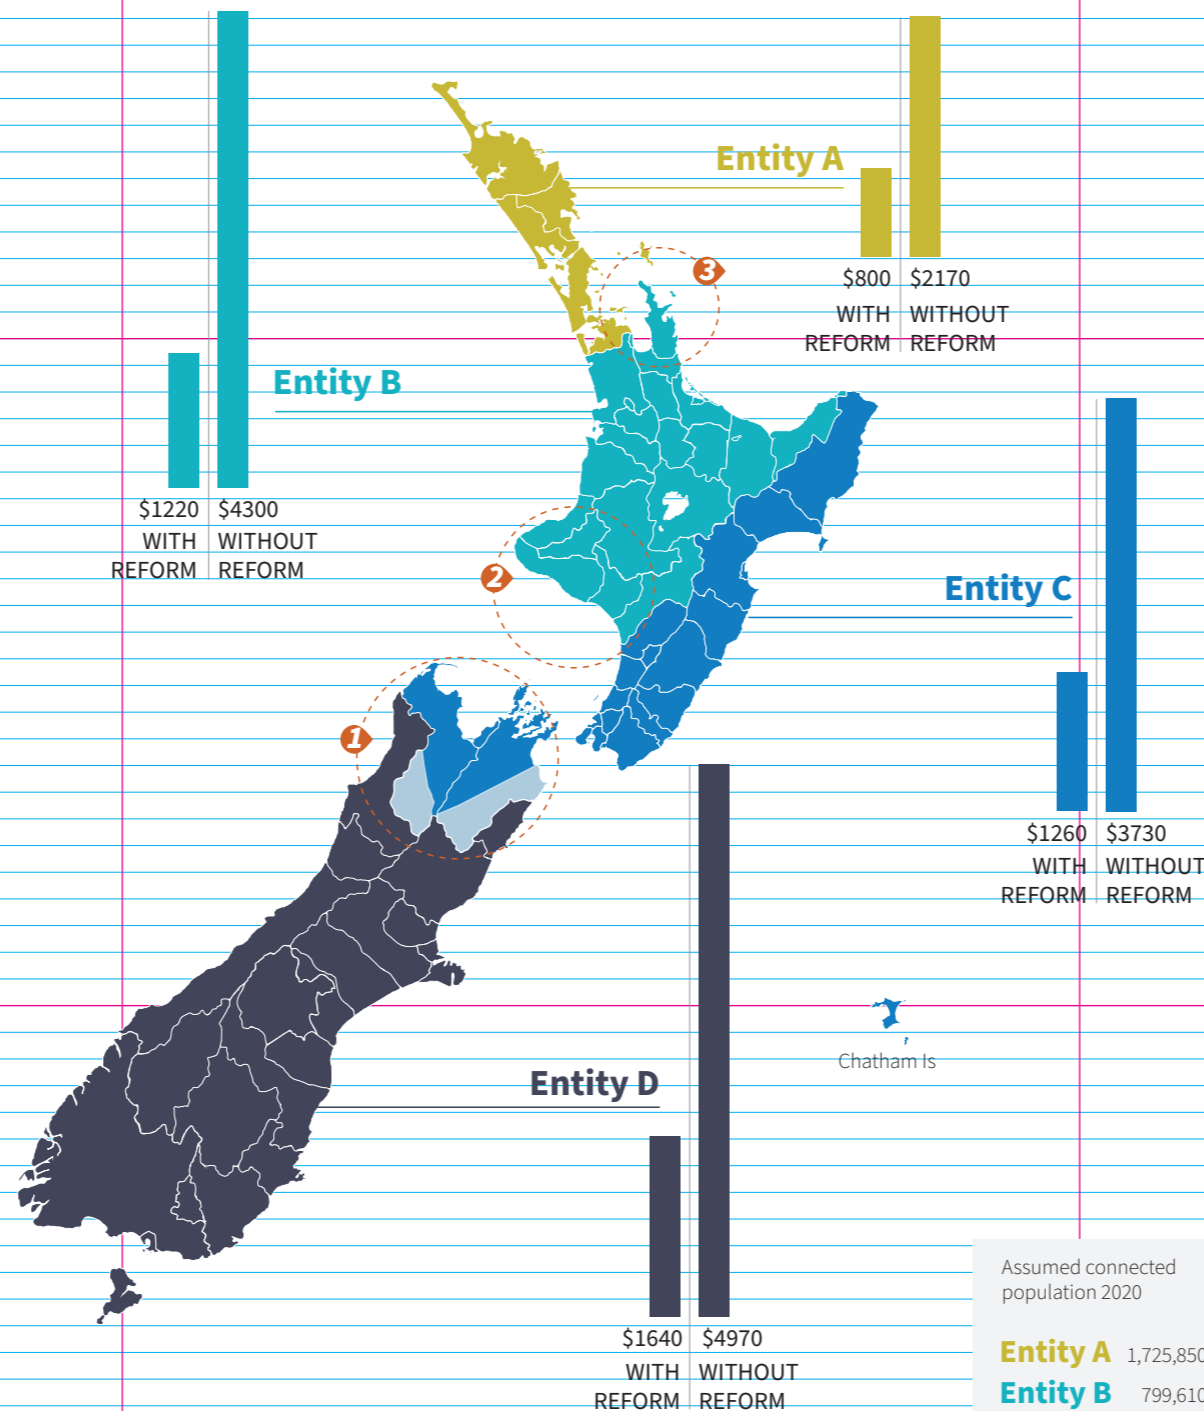 Entity A
3
$800 $2170
WITH WITHOUT
REFORM REFORM
Entity B
$1220 $4300
WITH WITHOUT
REFORM REFORM
2
Entity C
1
$1260 $3730
WITH WITHOUT
REFORM REFORM
Chatham Is
Entity D
$1640 $4970
WITH WITHOUT
REFORM REFORM
Assumed connected
population 2020
Entity A 1,725,850
Entity B 799,610